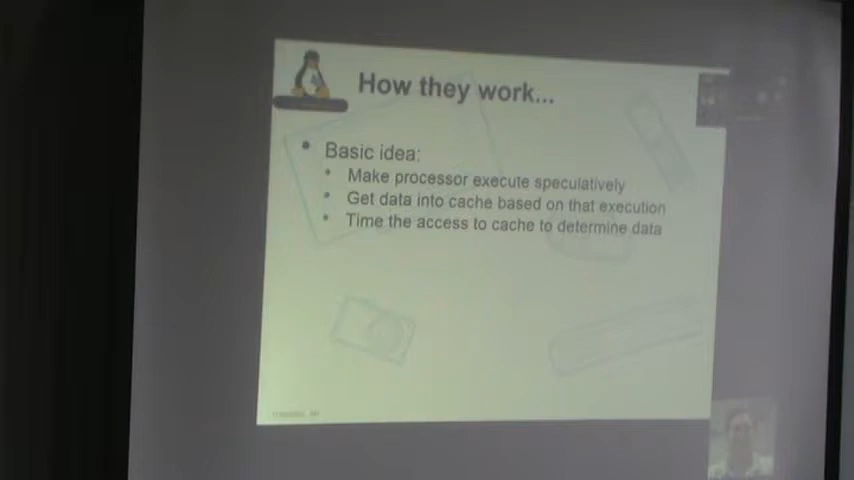 How they work...
Basic idea:
Make processor execute speculatively
Get data into cache based on that execution
Time the access to cache to determine data